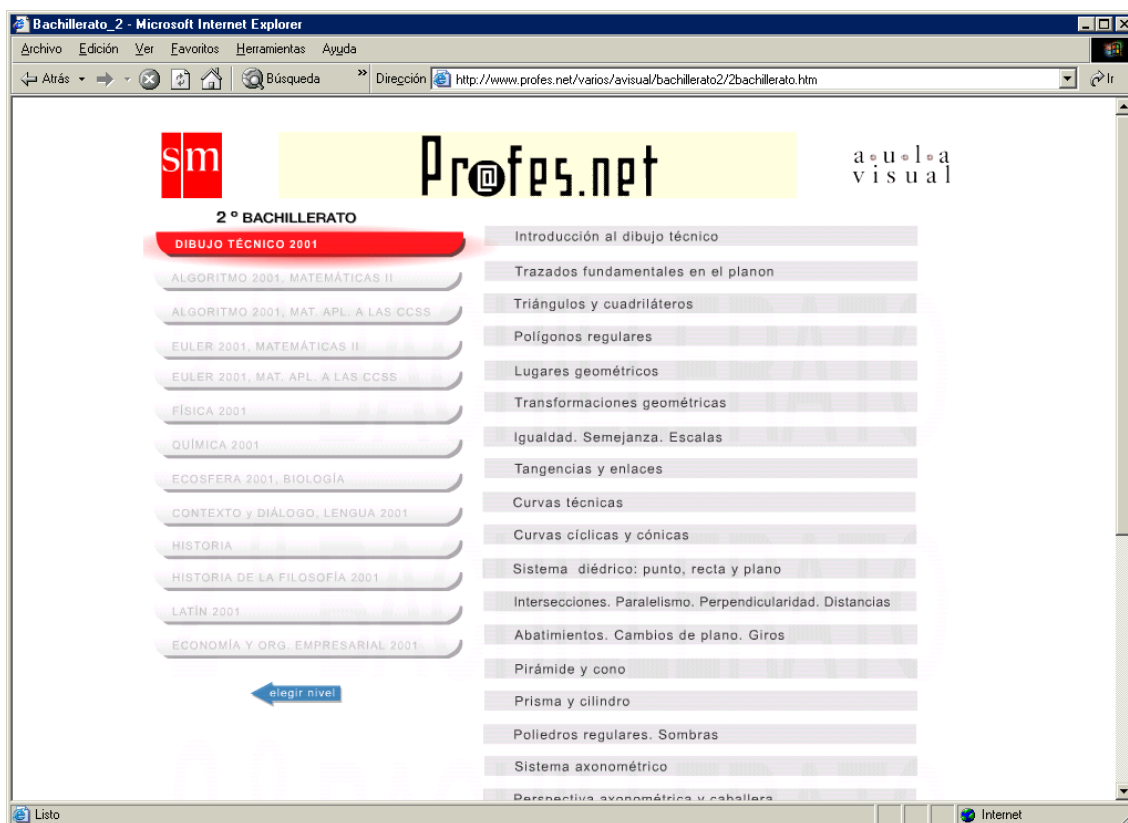 Bachillerato_2 - Microsoft Internet Explorer
Archivo Edición Ver Favoritos Herramientas Ayuda
Atrás Búsqueda » Dirección http://www.profes.net/varios/avisual/bachillerato2/2bachillerato.htm Ir
sm
Pr@fes.net
aula
visual
2 º BACHILLERATO
DIBUJO TÉCNICO 2001
ALGORITMO 2001, MATEMÁTICAS II
ALGORITMO 2001, MAT. APL. A LAS CCSS
EULER 2001, MATEMÁTICAS II
EULER 2001, MAT. APL. A LAS CCSS
FÍSICA 2001
QUÍMICA 2001
ECOSFERA 2001, BIOLOGÍA
CONTEXTO y DIÁLOGO, LENGUA 2001
HISTORIA
HISTORIA DE LA FILOSOFÍA 2001
LATÍN 2001
ECONOMÍA Y ORG. EMPRESARIAL 2001
elegir nivel
Introducción al dibujo técnico
Trazados fundamentales en el planon
Triángulos y cuadriláteros
Polígonos regulares
Lugares geométricos
Transformaciones geométricas
Igualdad. Semejanza. Escalas
Tangencias y enlaces
Curvas técnicas
Curvas cíclicas y cónicas
Sistema diédrico: punto, recta y plano
Intersecciones. Paralelismo. Perpendicularidad. Distancias
Abatimientos. Cambios de plano. Giros
Pirámide y cono
Prisma y cilindro
Poliedros regulares. Sombras
Sistema axonométrico
Perspectiva axonométrica y caballera
Listo
Internet